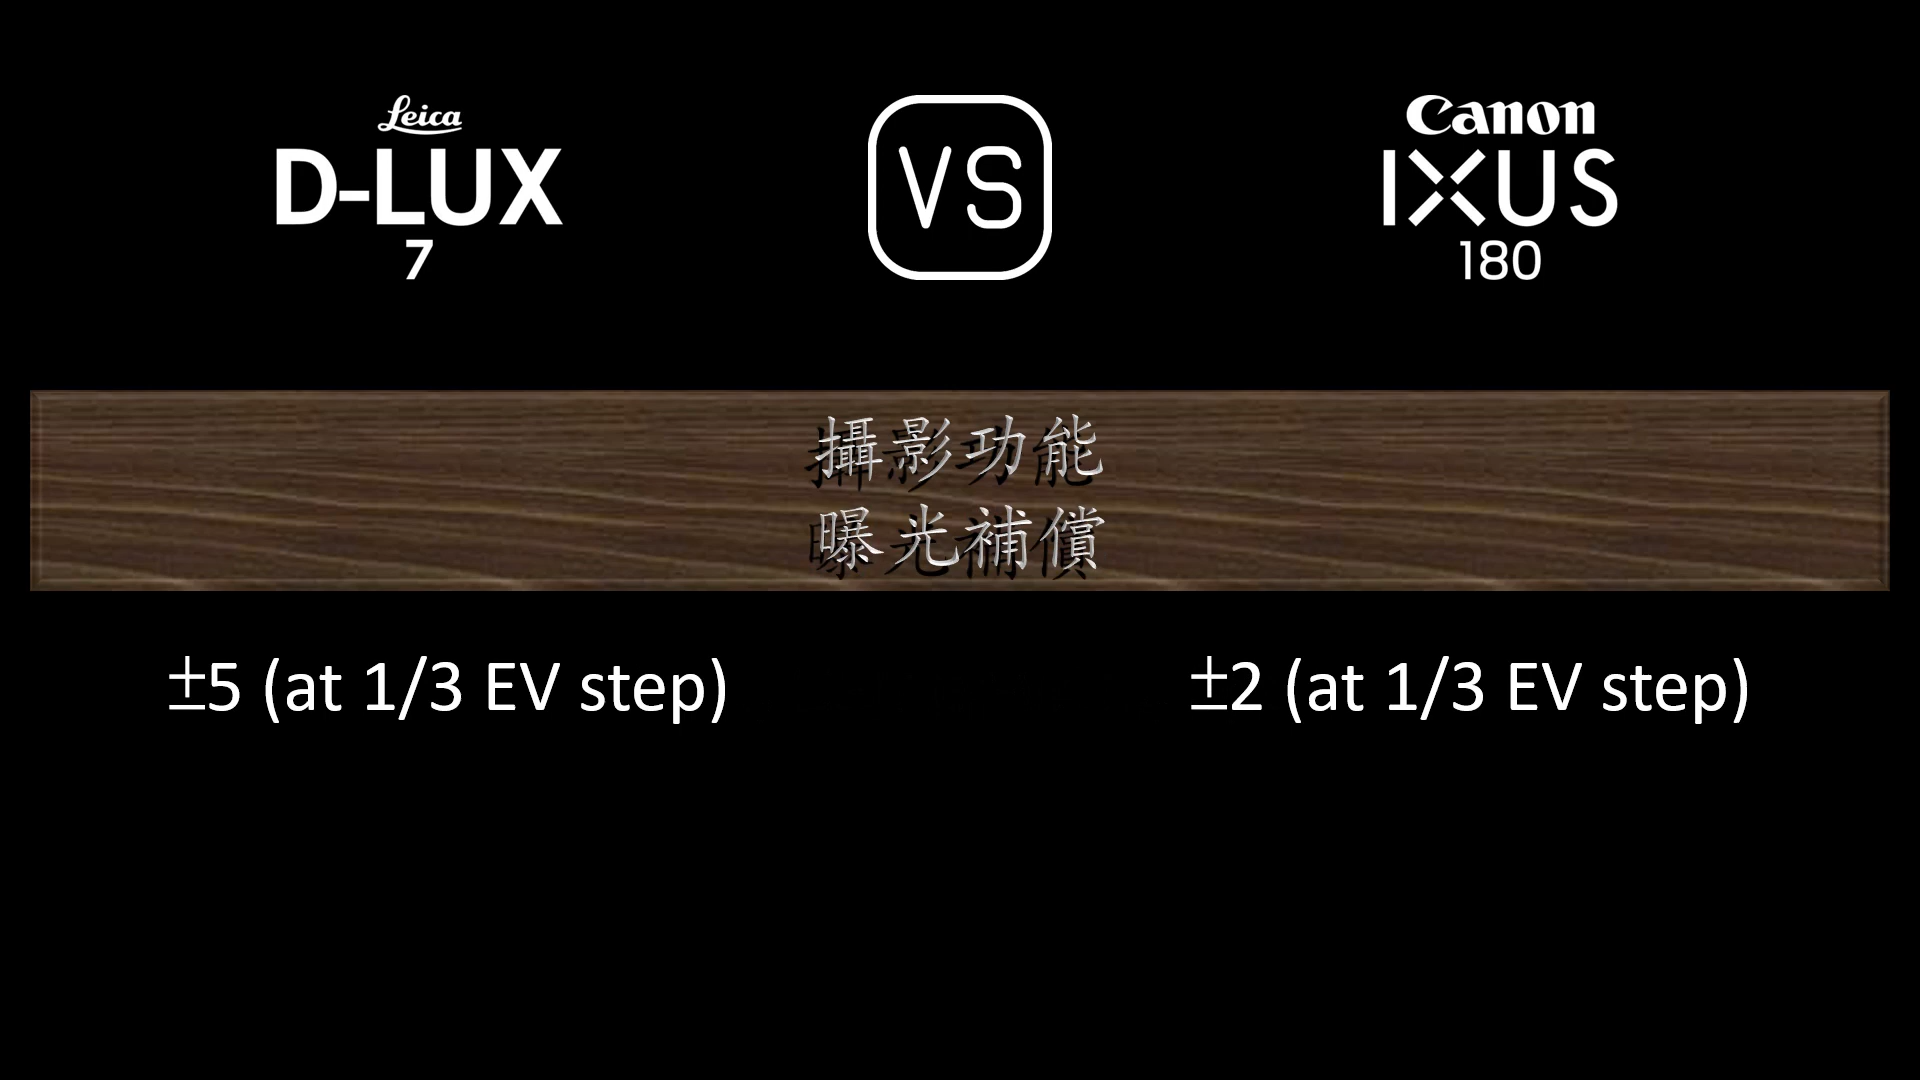 Leica
D-LUX
7
VS
Canon
IXUS
180
攝影功能
曝光補償
±5 (at 1/3 EV step)
±2 (at 1/3 EV step)